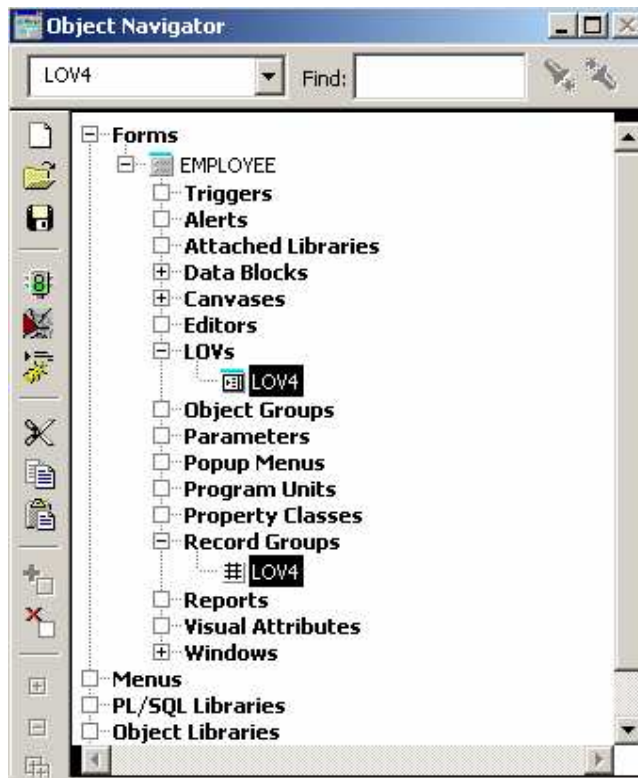 Object Navigator
LOV4 Find:
Forms
EMPLOYEE
Triggers
Alerts
Attached Libraries
Data Blocks
Canvases
Editors
LOVs
LOV4
Object Groups
Parameters
Popup Menus
Program Units
Property Classes
Record Groups
LOV4
Reports
Visual Attributes
Windows
Menus
PL/SQL Libraries
Object Libraries